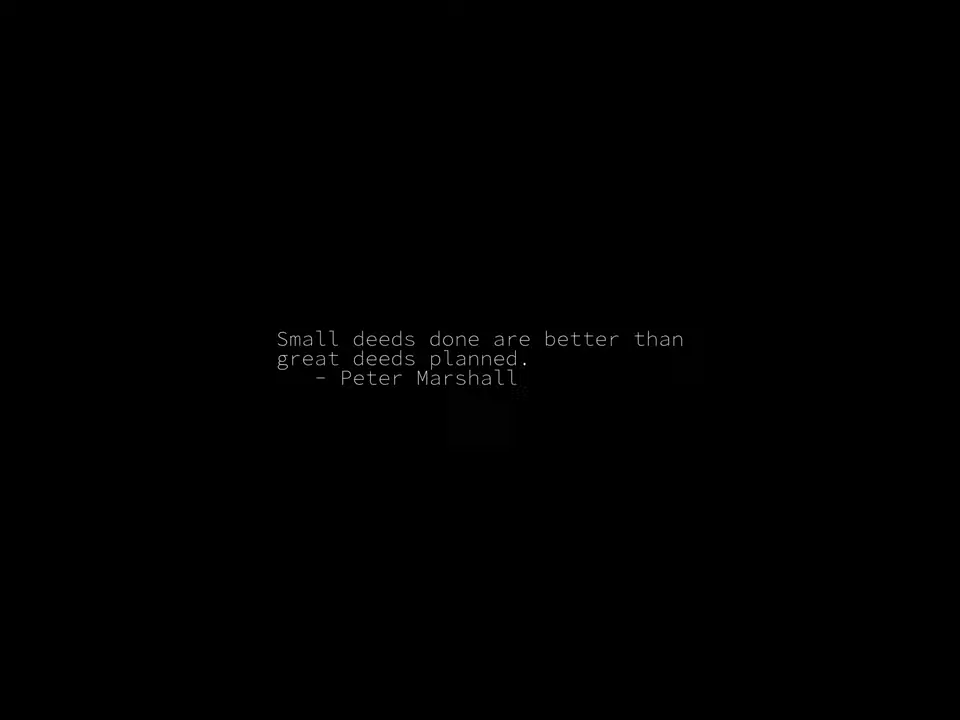 Small deeds done are better than
great deeds planned.
– Peter Marshall